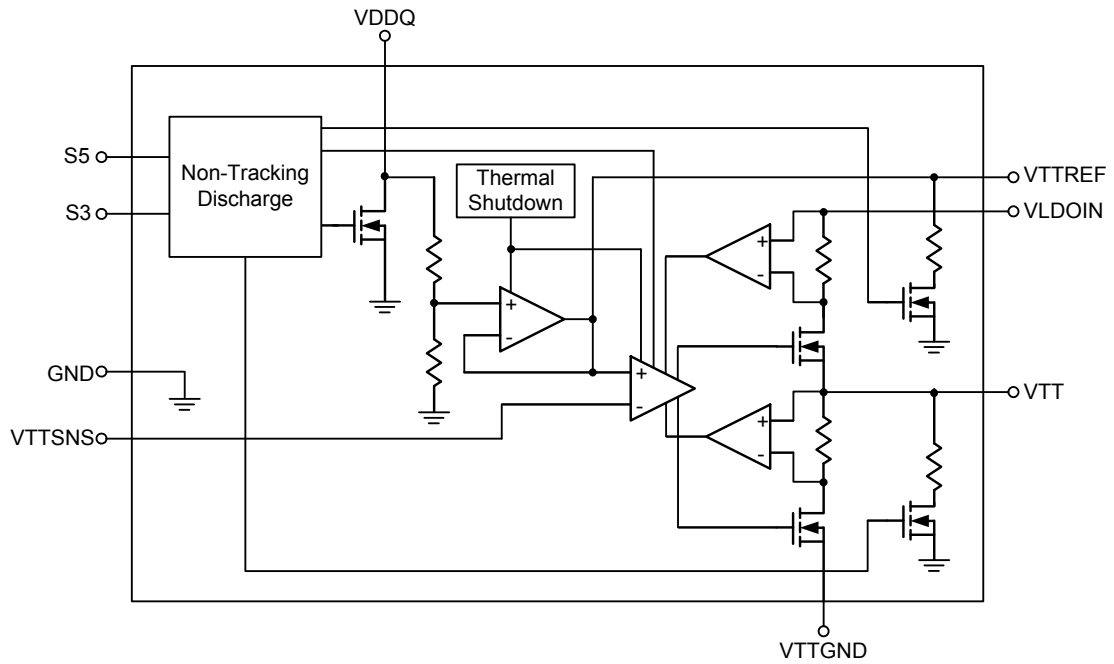 VDDQ
S5
S3
Non-Tracking
Discharge
Thermal
Shutdown
VTTREF
VLDOIN
+
-
+
-
GND
+
-
VTT
VTTSNS
+
-
VTTGND